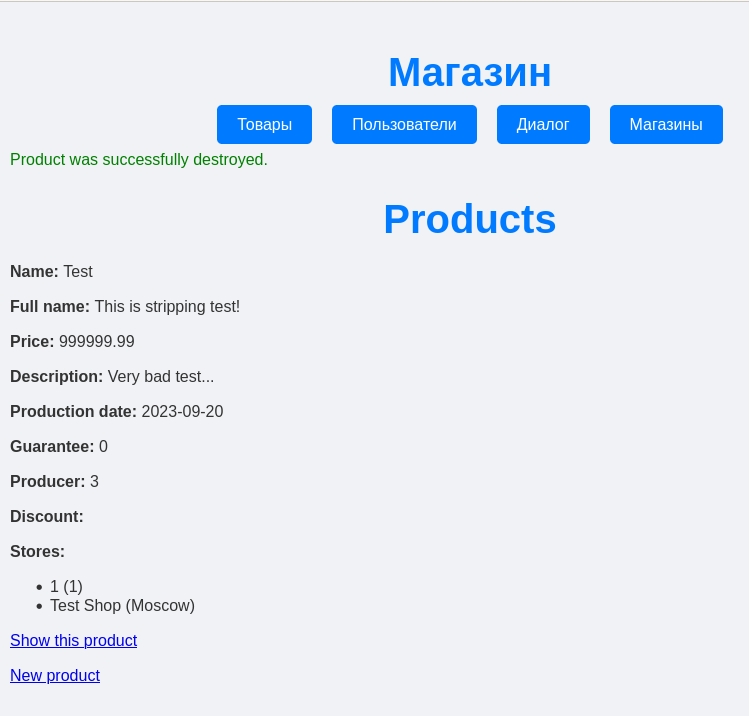 Магазин
Товары Пользователи Диалог Магазины
Product was successfully destroyed.
Products
Name: Test
Full name: This is stripping test!
Price: 999999.99
Description: Very bad test...
Production date: 2023-09-20
Guarantee: 0
Producer: 3
Discount:
Stores:
• 1 (1)
• Test Shop (Moscow)
Show this product
New product